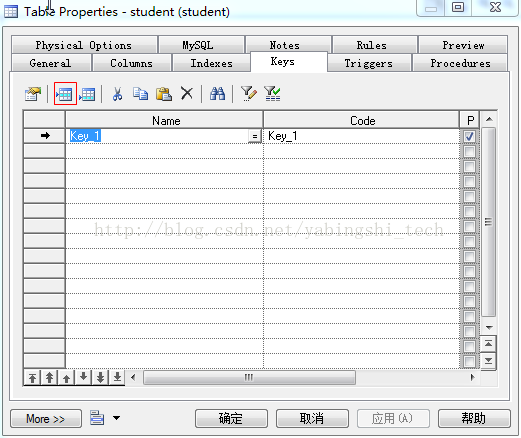 Table Properties - student (student)
Physical Options MySQL Notes Rules Preview
General Columns Indexes Keys Triggers Procedures
Name Code P
Key_1 = Key_1
http://blog.csdn.net/yabingshi_tech
More >> 确定 取消 应用(A) 帮助